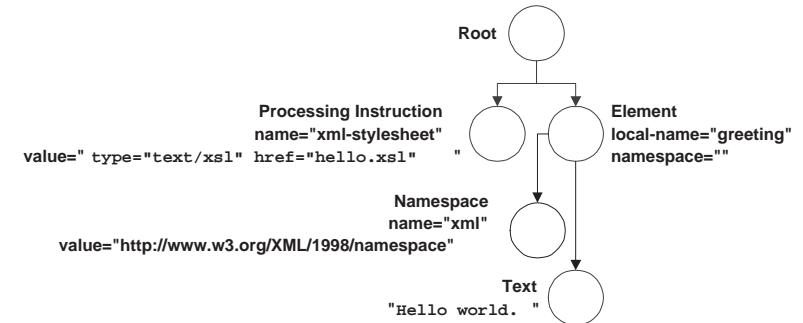 Root
Processing Instruction
name="xml-stylesheet"
value=" type="text/xsl" href="hello.xsl" "
Element
local-name="greeting"
namespace=""
Namespace
name="xml"
value="http://www.w3.org/XML/1998/namespace"
Text
"Hello world. "